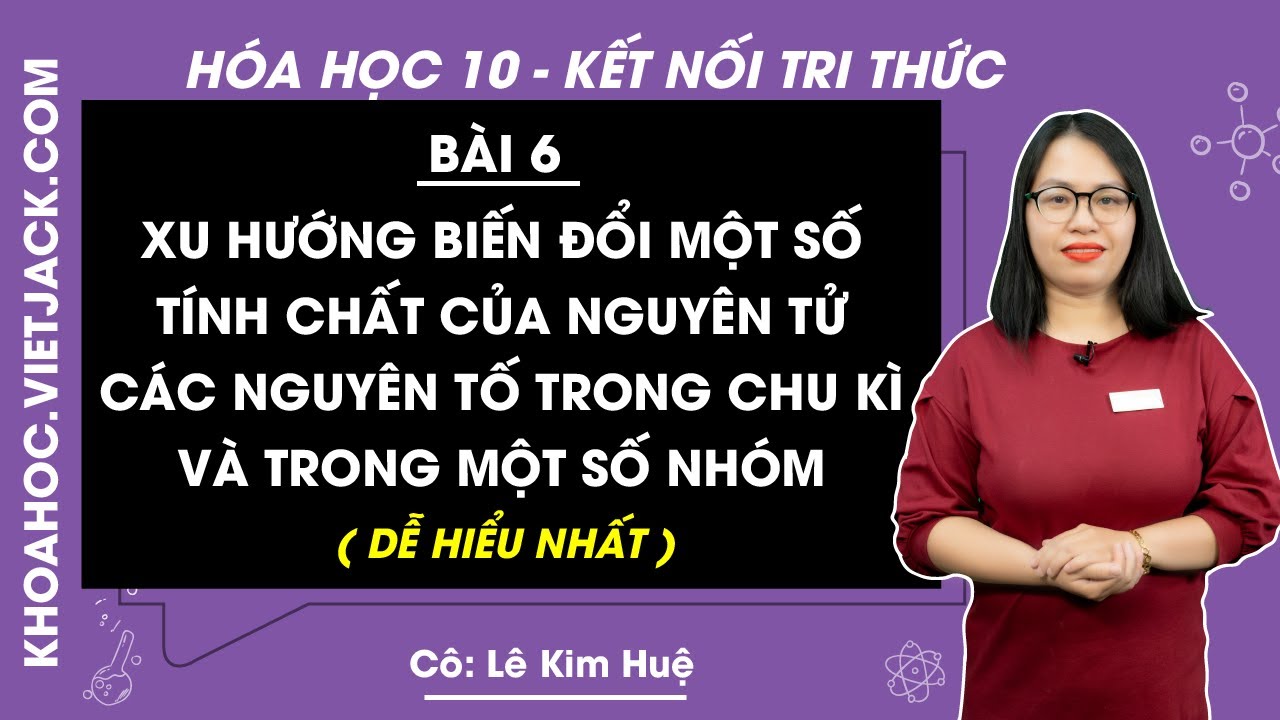 HÓA HỌC 10 - KẾT NỐI TRI THỨC
KHOAHOC.VIETJACK.COM
BÀI 6
XU HƯỚNG BIẾN ĐỔI MỘT SỐ
TÍNH CHẤT CỦA NGUYÊN TỬ
CÁC NGUYÊN TỐ TRONG CHU KÌ
VÀ TRONG MỘT SỐ NHÓM
( DỄ HIỂU NHẤT )
Cô: Lê Kim Huệ